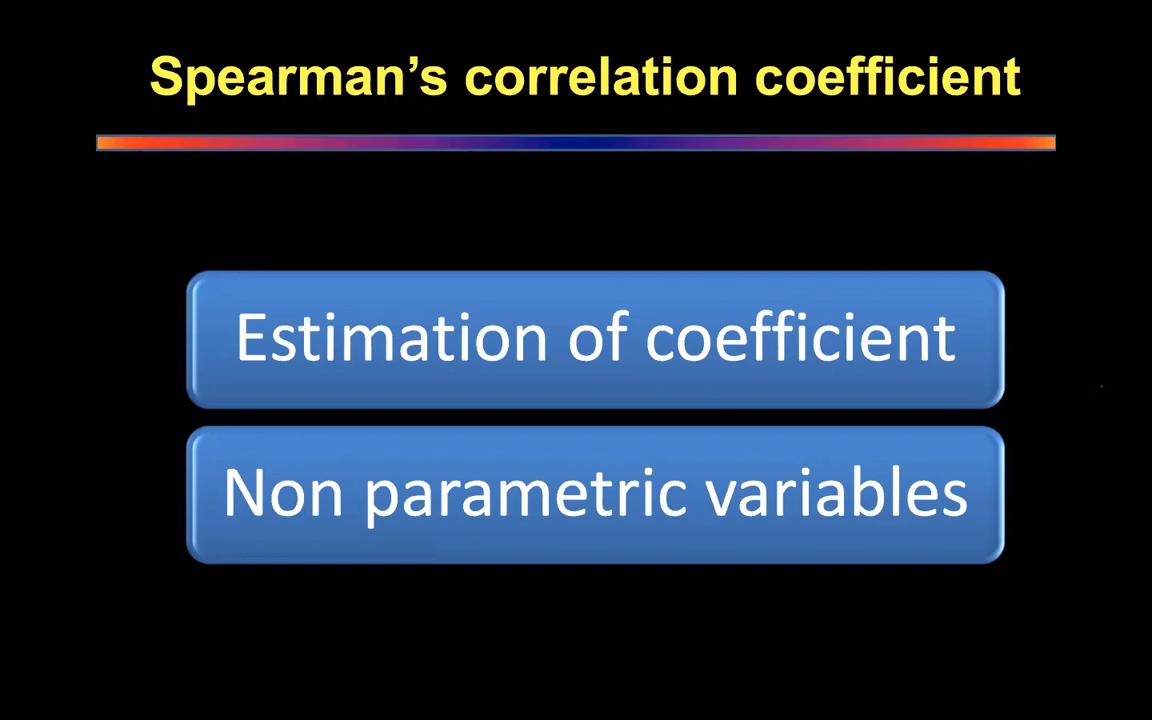 Spearman’s correlation coefficient
Estimation of coefficient
Non parametric variables